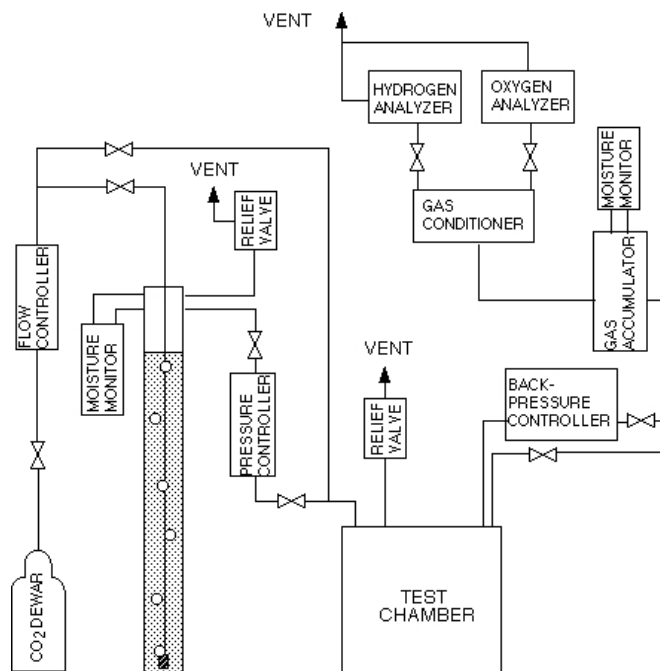 VENT
HYDROGEN
ANALYZER
OXYGEN
ANALYZER
MOISTURE
MONITOR
VENT
RELIEF
VALVE
GAS
CONDITIONER
FLOW
CONTROLLER
GAS
ACCUMULATOR
MOISTURE
MONITOR
PRESSURE
CONTROLLER
VENT
RELIEF
VALVE
BACK-
PRESSURE
CONTROLLER
CO2 DEWAR
TEST
CHAMBER